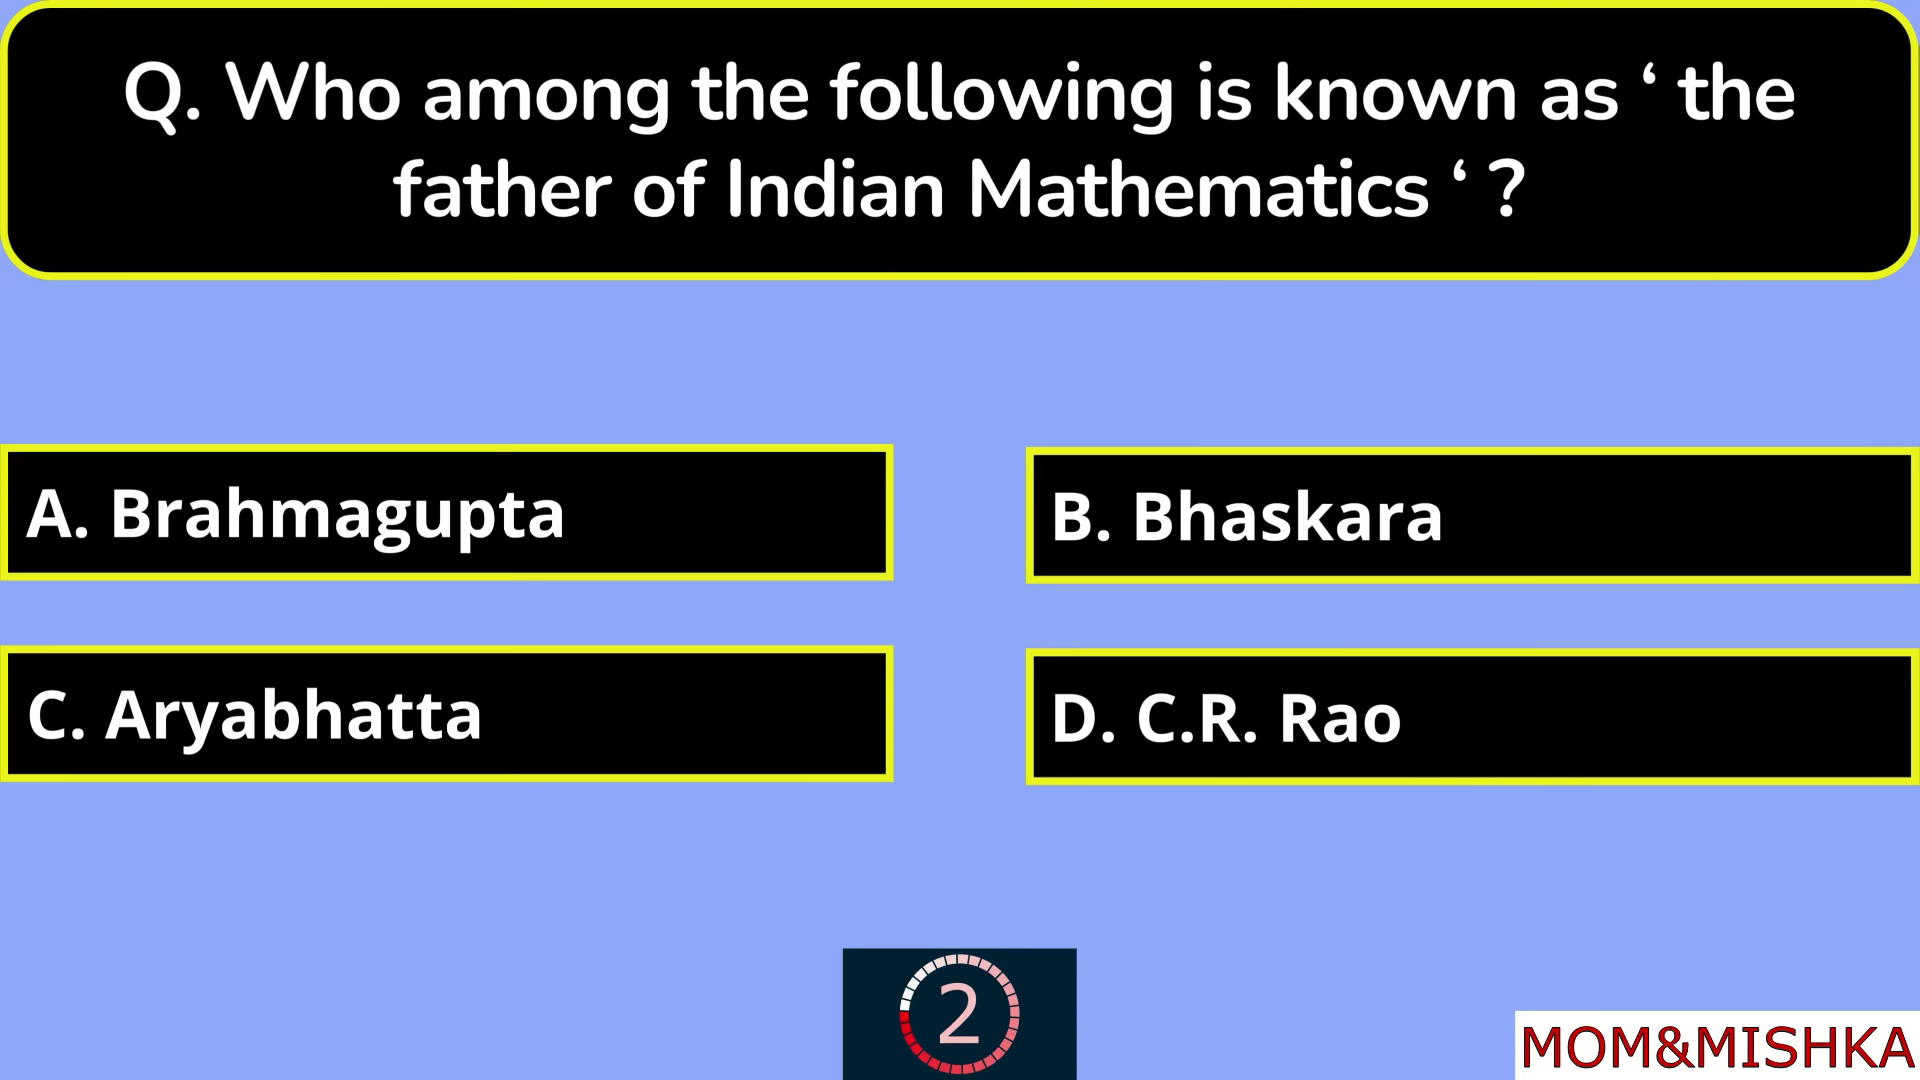 Q. Who among the following is known as ‘ the
father of Indian Mathematics ‘ ?
A. Brahmagupta
B. Bhaskara
C. Aryabhatta
D. C.R. Rao
2
MOM&MISHKA